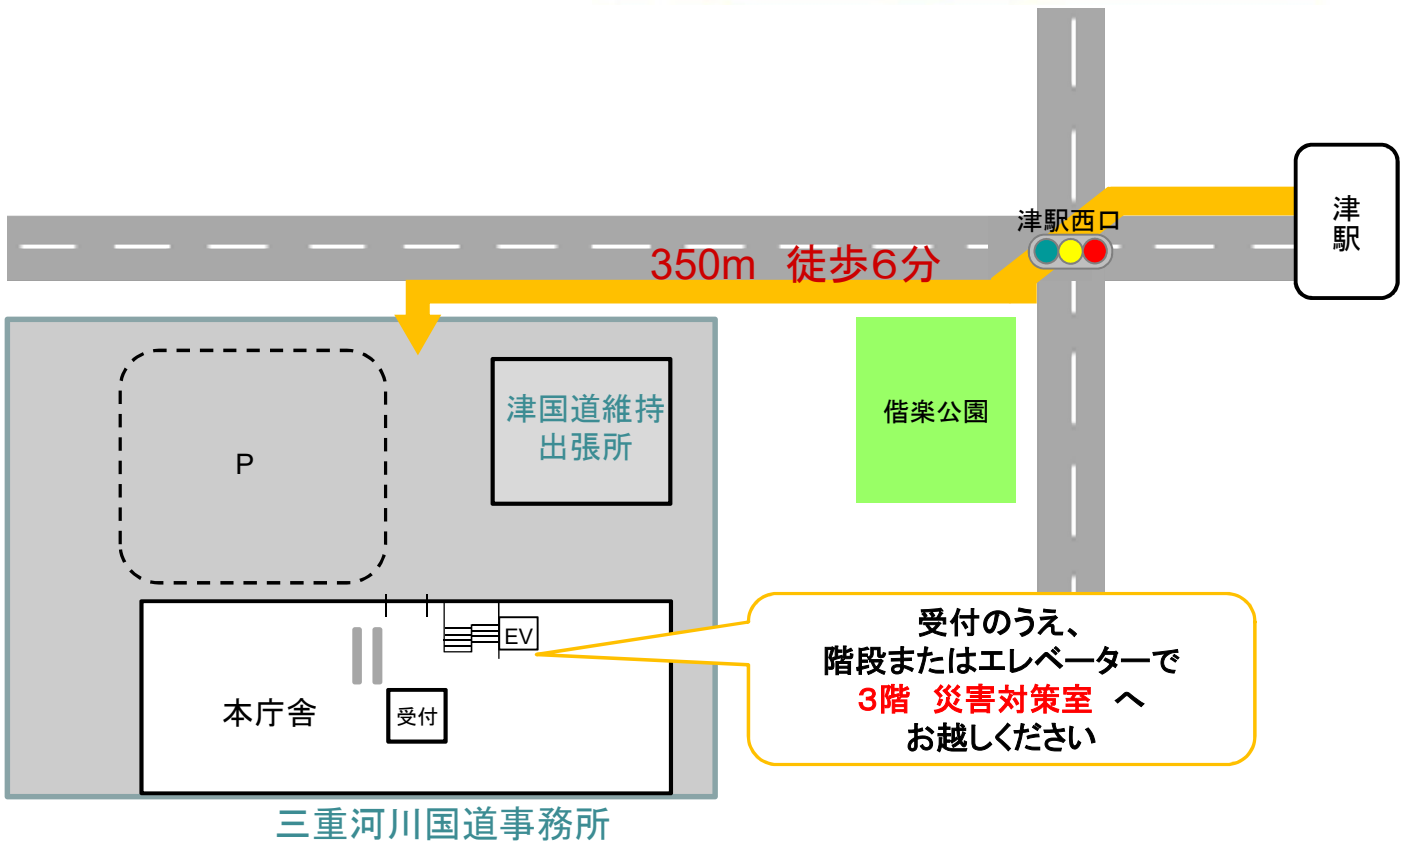 津駅西口
津
駅
350m　徒歩6分
津国道維持
出張所
偕楽公園
P
EV
受付のうえ、
階段またはエレベーターで
3階　災害対策室　へ
お越しください
本庁舎
受付
三重河川国道事務所